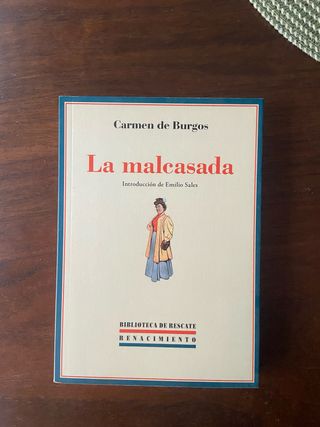 Carmen de Burgos
La malcasada
Introducción de Emilio Sales
BIBLIOTECA DE RESCATE
RENACIMIENTO